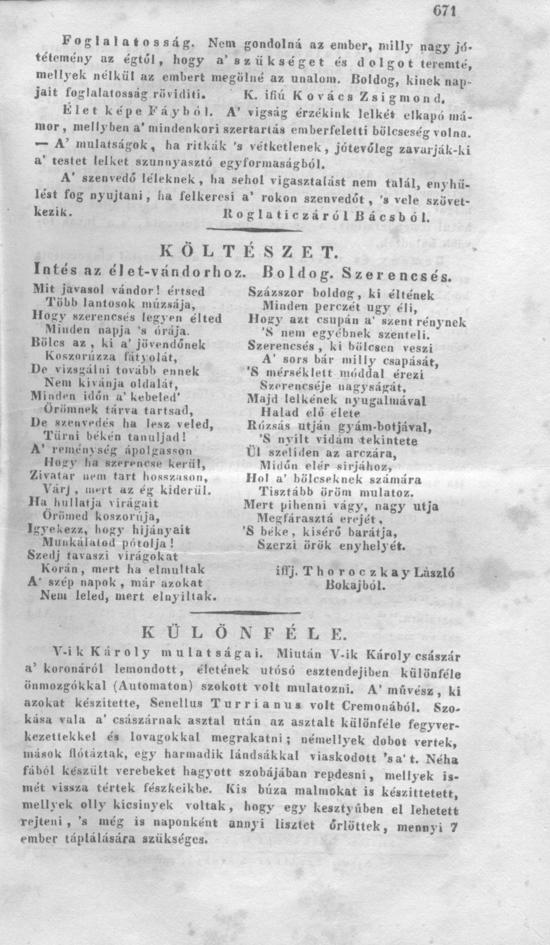 671
Foglalatosság. Nem gondolná az ember, milly nagy jó-
tétemény az égtől, hogy a' szükséget és dolgot teremté,
mellyek nélkül az embert megölné az unalom. Boldog, kinek nap-
jait foglalatosság röviditi. K. ifiú Kovács Zsigmond.
Élet képe Fáyból. A' vigság érzékink lelkét elkapó má-
mor, mellyben a' mindenkori szertartás emberfeletti bölcseség volna.
— A' mulatságok, ha ritkák 's vétketlenek, jótevőleg zavarják-ki
a' testet lelket szunnyasztó egyformaságból.
A' szenvedő léleknek, ha sehol vigasztalást nem talál, enyhü-
lést fog nyujtani, ha felkeresi a' rokon szenvedőt, 's vele szövet-
kezik. Roglaticzáról Bácsból.
KÖLTÉSZET.
Intés az élet-vándorhoz.
Mit javasol vándor! értsed
Több lantosok múzsája,
Hogy szerencsés legyen élted
Minden napja 's órája.
Bölcs az, ki a' jövendőnek
Koszorúzza fátyolát,
De vizsgálni tovább ennek
Nem kivánja oldalát,
Minden időn a' kebeled'
Örömnek tárva tartsad,
De szenvedés ha lesz veled,
Türni békén tanuljad!
A' reménység ápolgasson
Hogy ha szerencse kerül,
Zivatar nem tart hosszason,
Várj, mert az ég kiderül.
Ha hullatja virágait
Örömed koszorúja,
Igyekezz, hogy hijányait
Munkálatod pótolja!
Szedj tavaszi virágokat
Korán, mert ha elmultak
A' szép napok, már azokat
Nem leled, mert elnyiltak.
Boldog. Szerencsés.
Százszor boldog, ki éltének
Minden perczét ugy éli,
Hogy azt csupán a' szent rénynek
'S nem egyébnek szenteli.
Szerencsés, ki bölcsen veszi
A' sors bár milly csapását,
'S mérséklett móddal érezi
Szerencséje nagyságát,
Majd lelkének nyugalmával
Halad elő élete
Rózsás utján gyám-botjával,
'S nyilt vidám tekintete
Ül szeliden az arczára,
Midőn elér sirjához,
Hol a' bölcseknek számára
Tisztább öröm mulatoz.
Mert pihenni vágy, nagy utja
Megfárasztá erejét,
'S béke, kisérő barátja,
Szerzi örök enyhelyét.
iffj. Thoroczkay László
Bokajból.
KÜLÖNFÉLE.
V-ik Károly mulatságai. Miután V-ik Károly császár
a' koronáról lemondott, életének utósó esztendejiben különféle
önmozgókkal (Automaton) szokott volt mulatozni. A' művész, ki
azokat készitette, Senellus Turrianus volt Cremonából. Szo-
kása vala a' császárnak asztal után az asztalt különféle fegyver-
kezettekkel és lovagokkal megrakatni; némellyek dobot vertek,
mások flótáztak, egy harmadik lándsákkal viaskodott 'sa't. Néha
fából készült verebeket hagyott szobájában repdesni, mellyek is-
mét vissza tértek fészkeikbe. Kis búza malmokat is készittetett,
mellyek olly kicsinyek voltak, hogy egy kesztyűben el lehetett
rejteni, 's még is naponként annyi lisztet őrlöttek, mennyi 7
ember táplálására szükséges.